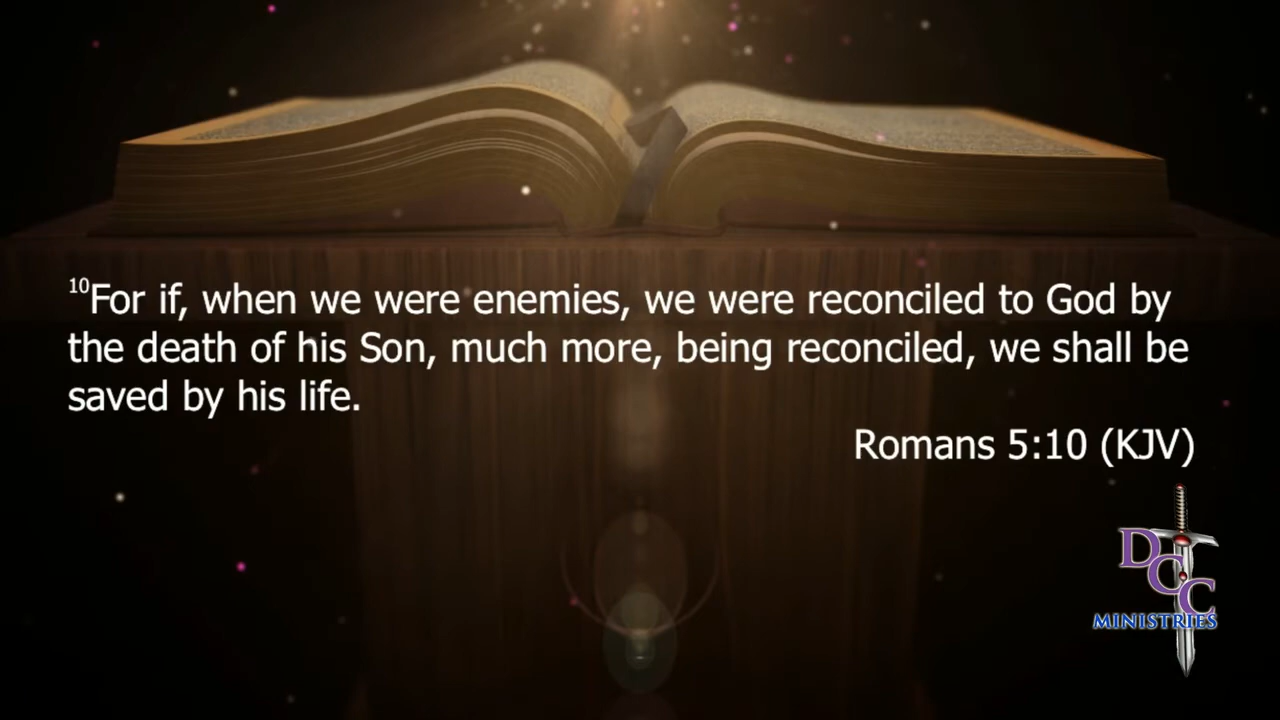 10For if, when we were enemies, we were reconciled to God by
the death of his Son, much more, being reconciled, we shall be
saved by his life.
Romans 5:10 (KJV)
DCC
MINISTRIES